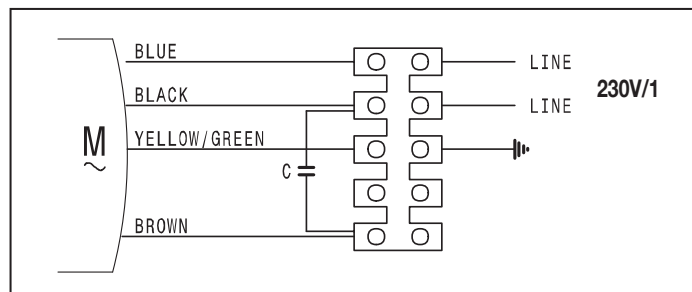 BLUE
LINE
230V/1
BLACK
LINE
M
~
YELLOW/GREEN
C
BROWN